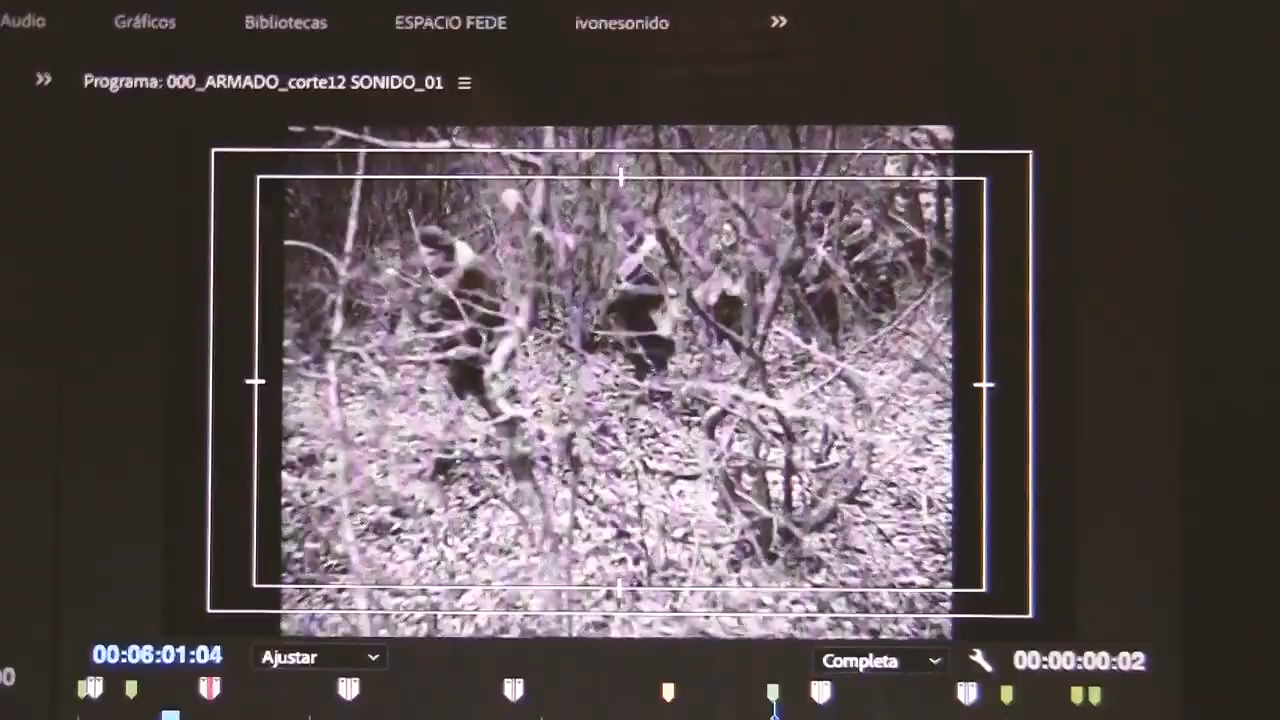 Audio
Gráficos
Bibliotecas
ESPACIO FEDE
ivonesonido
Programa: 000_ARMADO_corte12 SONIDO_01
00:06:01:04
Ajustar
Completa
00:00:00:02